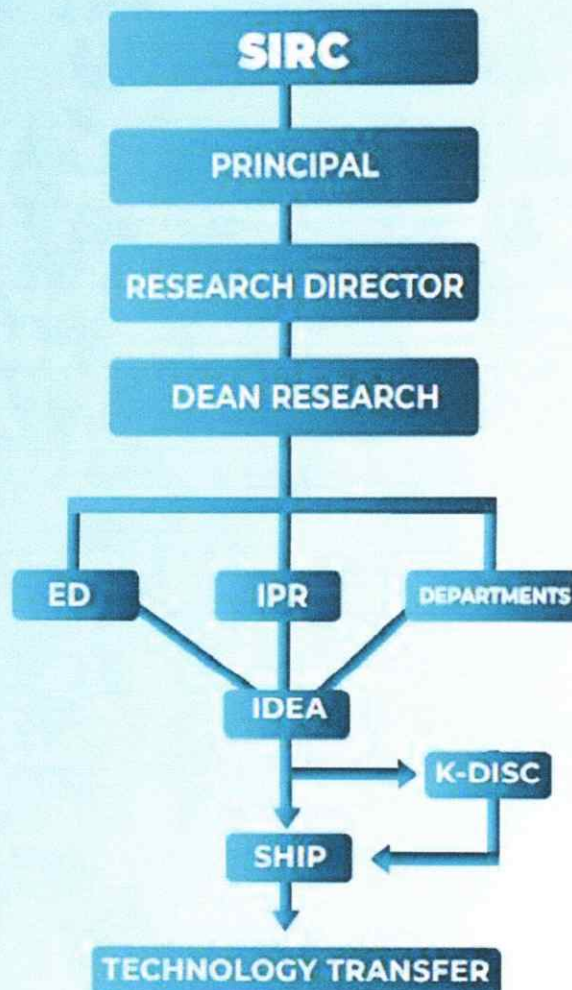 SIRC
PRINCIPAL
RESEARCH DIRECTOR
DEAN RESEARCH
ED
IPR
DEPARTMENTS
IDEA
K-DISC
SHIP
TECHNOLOGY TRANSFER